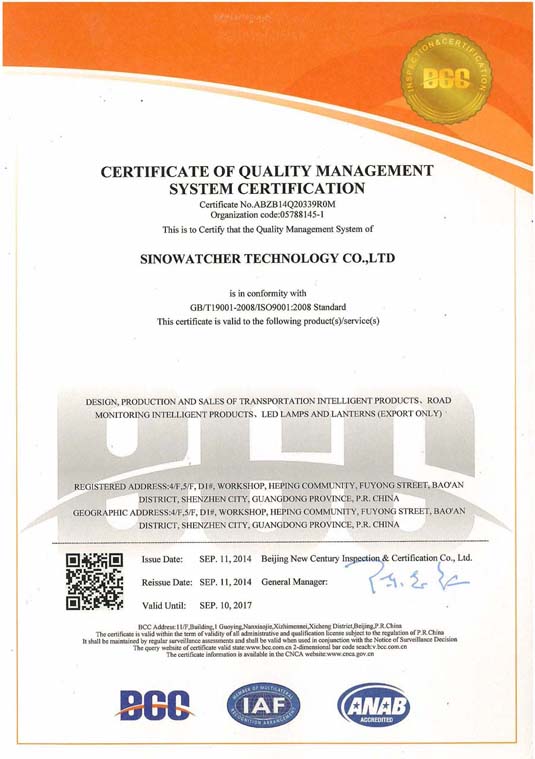 INSPECTION & CERTIFICATION
BCC
CERTIFICATE OF QUALITY MANAGEMENT
SYSTEM CERTIFICATION
Certificate No.ABZB14Q20339R0M
Organization code:05788145-1
This is to Certify that the Quality Management System of
SINOWATCHER TECHNOLOGY CO.,LTD
is in conformity with
GB/T19001-2008/ISO9001:2008 Standard
This certificate is valid to the following product(s)/service(s)
DESIGN, PRODUCTION AND SALES OF TRANSPORTATION INTELLIGENT PRODUCTS、ROAD
MONITORING INTELLIGENT PRODUCTS、LED LAMPS AND LANTERNS (EXPORT ONLY)
BCC
REGISTERED ADDRESS:4/F,5/F, D1#, WORKSHOP, HEPING COMMUNITY, FUYONG STREET, BAO'AN
DISTRICT, SHENZHEN CITY, GUANGDONG PROVINCE, P.R. CHINA
GEOGRAPHIC ADDRESS:4/F,5/F, D1#, WORKSHOP, HEPING COMMUNITY, FUYONG STREET, BAO'AN
DISTRICT, SHENZHEN CITY, GUANGDONG PROVINCE, P.R. CHINA
Issue Date: SEP. 11, 2014 Beijing New Century Inspection & Certification Co., Ltd.
Reissue Date: SEP. 11, 2014 General Manager:
Valid Until: SEP. 10, 2017
BCC Address:11/F,Building,1 Guoying,Nanxiaojie,Xizhimennei,Xicheng District,Beijing,P.R.China
The certificate is valid within the term of validity of all administrative and qualification license subject to the regulation of P.R.China
It shall be maintained by regular surveillance assessments and shall be valid when used in conjunction with the Notice of Surveillance Decision
The query website of certificate valid state:www.bcc.com.cn 2-dimensional bar code seach:v.bcc.com.cn
The certificate information is available in the CNCA website:www.cnca.gov.cn
BCC
MEMBER OF MULTILATERAL
IAF
RECOGNITION ARRANGEMENT
ANAB
ACCREDITED